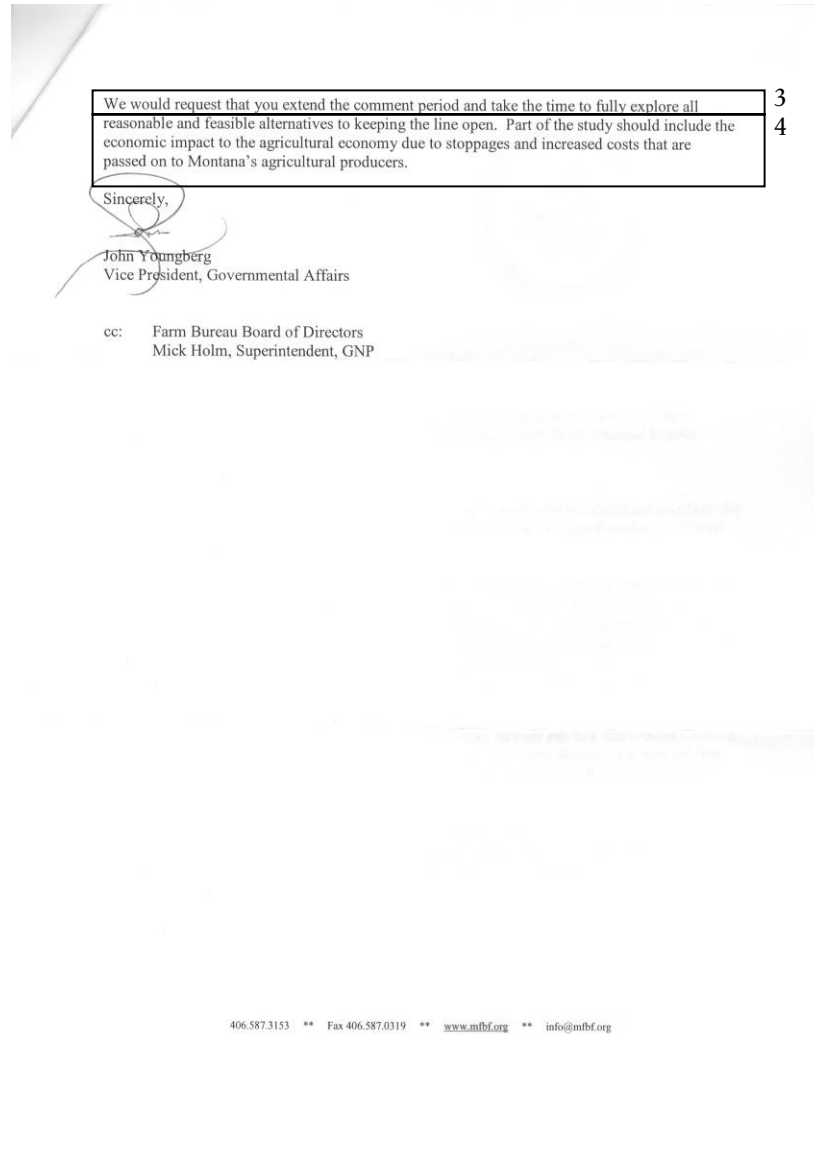 We would request that you extend the comment period and take the time to fully explore all 3
reasonable and feasible alternatives to keeping the line open. Part of the study should include the 4
economic impact to the agricultural economy due to stoppages and increased costs that are
passed on to Montana's agricultural producers.
Sincerely,
John Youngberg
Vice President, Governmental Affairs
cc: Farm Bureau Board of Directors
Mick Holm, Superintendent, GNP
406.587.3153 ** Fax 406.587.0319 ** www.mfbf.org ** info@mfbf.org